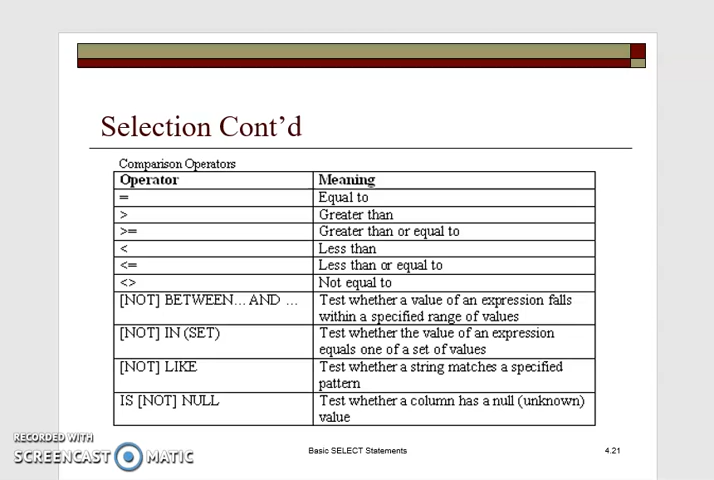 Selection Cont’d
Comparison Operators
Operator Meaning
= Equal to
> Greater than
>= Greater than or equal to
< Less than
<= Less than or equal to
<> Not equal to
[NOT] BETWEEN… AND … Test whether a value of an expression falls
within a specified range of values
[NOT] IN (SET) Test whether the value of an expression
equals one of a set of values
[NOT] LIKE Test whether a string matches a specified
pattern
IS [NOT] NULL Test whether a column has a null (unknown)
value
RECORDED WITH
SCREENCAST MATIC
Basic SELECT Statements 4.21